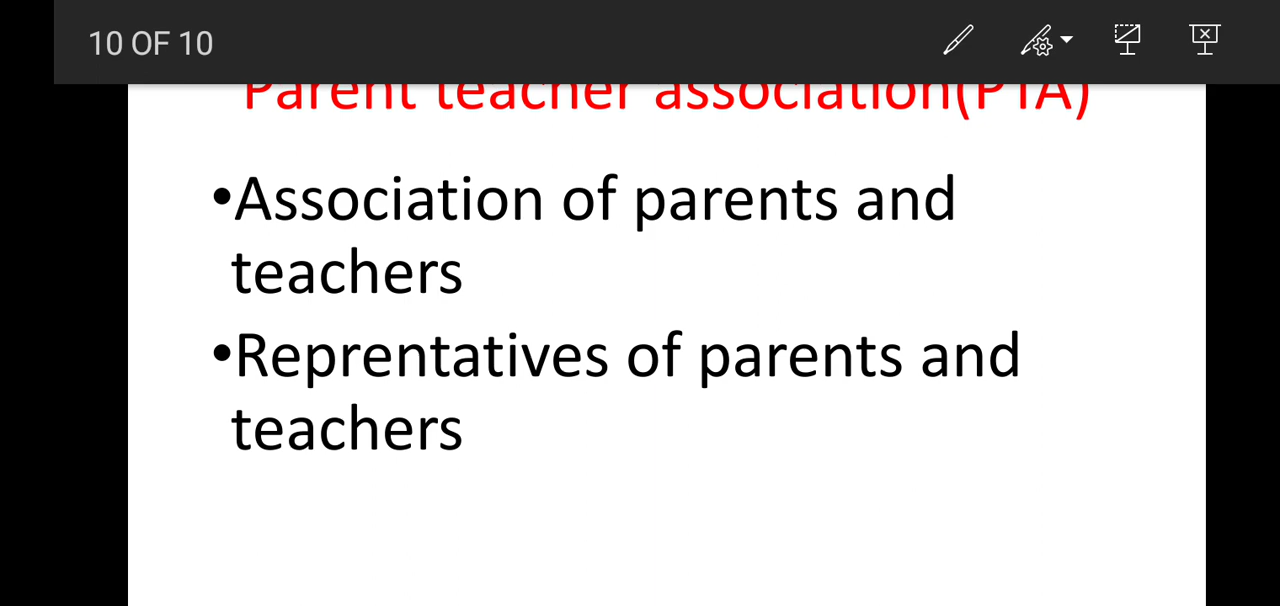 10 OF 10
Parent teacher association(PTA)
•Association of parents and
teachers
•Reprentatives of parents and
teachers